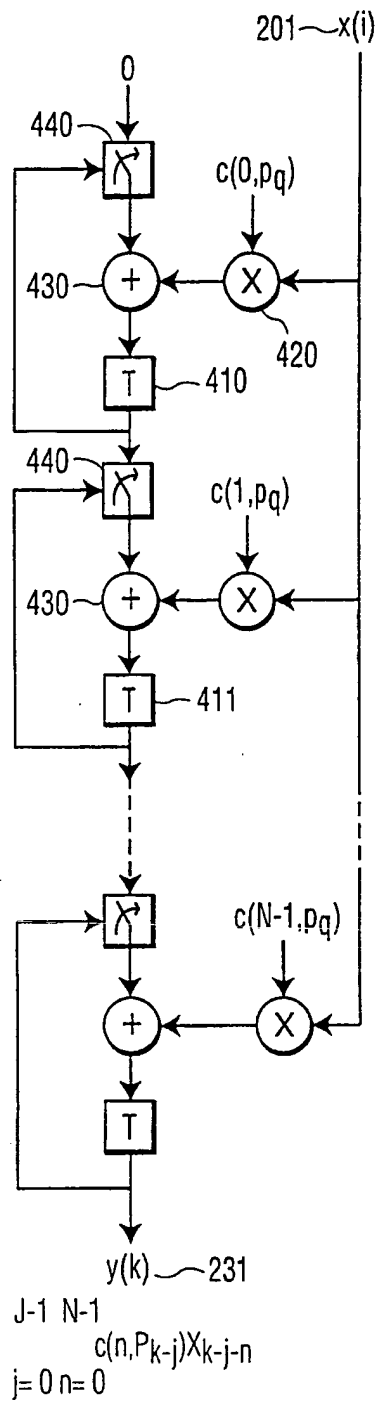 201 x(i)
0
440
c(0,pq)
430
+
X
420
T
410
440
c(1,pq)
430
+
X
T
411
c(N-1,pq)
+
X
T
y(k) 231
J-1 N-1
c(n,Pk-j)Xk-j-n
j=0 n=0